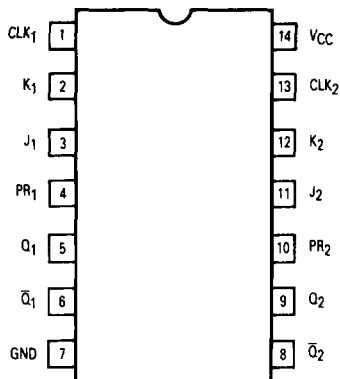 CLK₁ 1 14 VCC
K₁ 2 13 CLK₂
J₁ 3 12 K₂
PR₁ 4 11 J₂
Q₁ 5 10 PR₂
Q̅₁ 6 9 Q₂
GND 7 8 Q̅₂